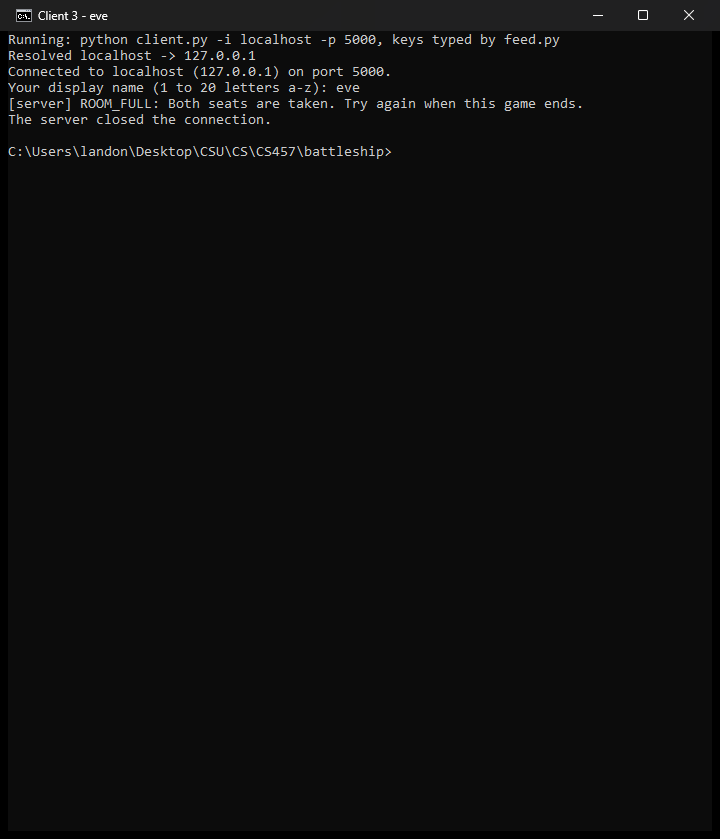 Client 3 - eve
Running: python client.py -i localhost -p 5000, keys typed by feed.py
Resolved localhost -> 127.0.0.1
Connected to localhost (127.0.0.1) on port 5000.
Your display name (1 to 20 letters a-z): eve
[server] ROOM_FULL: Both seats are taken. Try again when this game ends.
The server closed the connection.
C:\Users\landon\Desktop\CSU\CS\CS457\battleship>